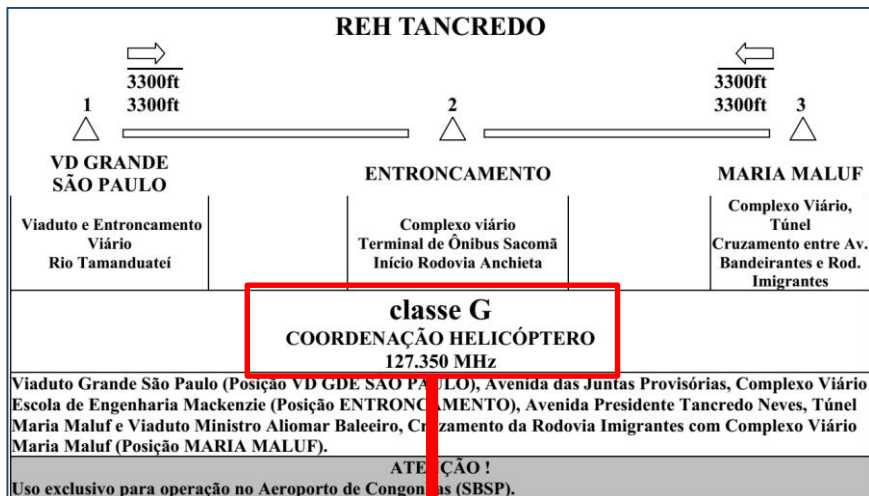 REH TANCREDO
3300ft
3300ft
3300ft
3300ft
1
2
3
VD GRANDE
SÃO PAULO
ENTRONCAMENTO
MARIA MALUF
Viaduto e Entroncamento
Viário
Rio Tamanduateí
Complexo viário
Terminal de Ônibus Sacomã
Início Rodovia Anchieta
Complexo Viário,
Túnel
Cruzamento entre Av.
Bandeirantes e Rod.
Imigrantes
classe G
COORDENAÇÃO HELICÓPTERO
127.350 MHz
Viaduto Grande São Paulo (Posição VD GDE SÃO PAULO), Avenida das Juntas Provisórias, Complexo Viário
Escola de Engenharia Mackenzie (Posição ENTRONCAMENTO), Avenida Presidente Tancredo Neves, Túnel
Maria Maluf e Viaduto Ministro Aliomar Baleeiro, Cruzamento da Rodovia Imigrantes com Complexo Viário
Maria Maluf (Posição MARIA MALUF).
ATENÇÃO !
Uso exclusivo para operação no Aeroporto de Congonhas (SBSP).